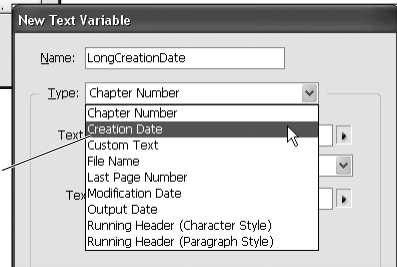 New Text Variable
Name: LongCreationDate
Type: Chapter Number
Chapter Number
Creation Date
Text
Custom Text
File Name
Last Page Number
Modification Date
Output Date
Running Header (Character Style)
Running Header (Paragraph Style)